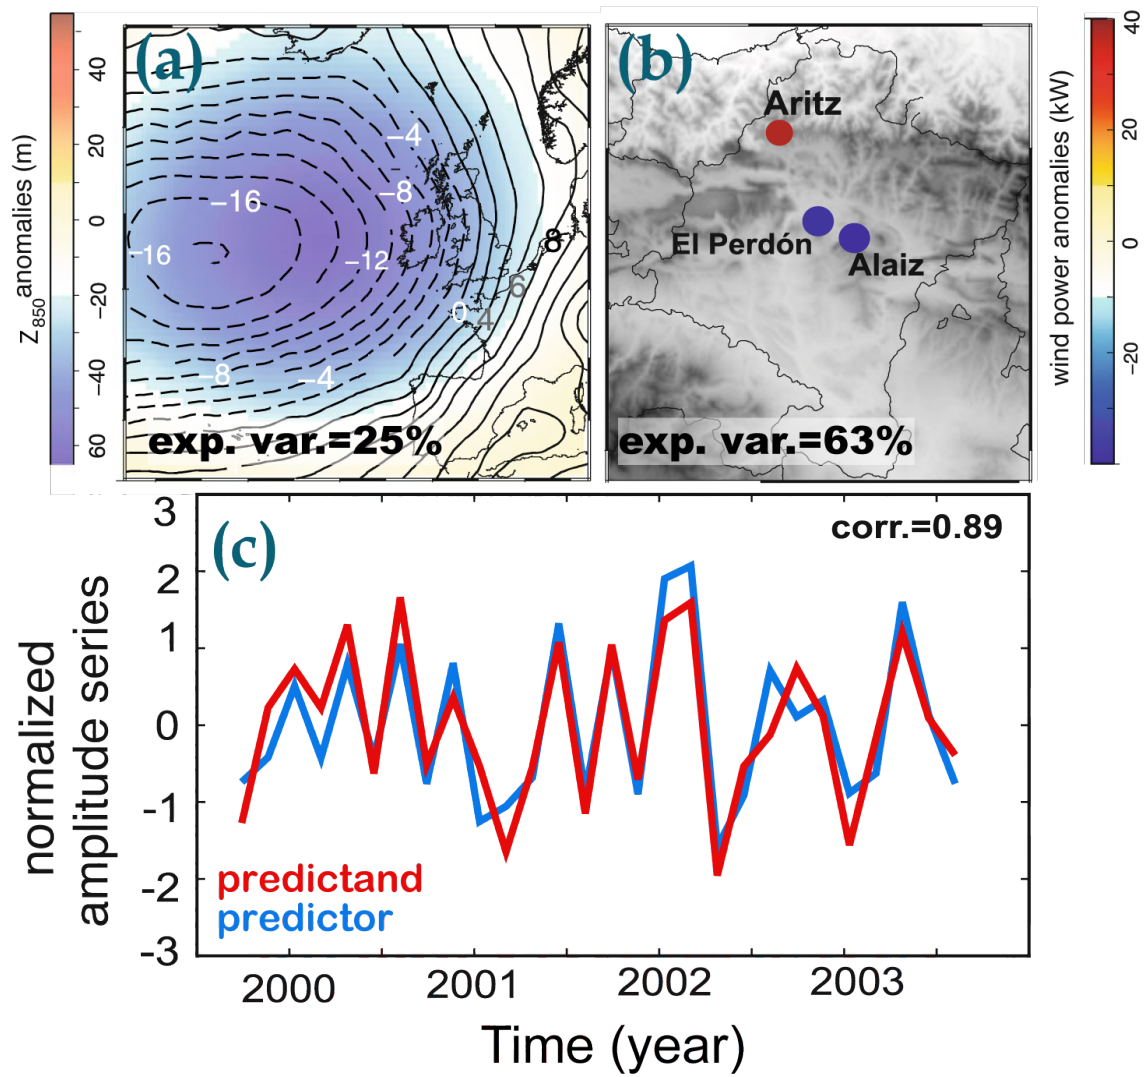 (a)
40
20
0
−20
−40
60
Z850 anomalies (m)
−4
−16
−8
−16
−12
8
6
0
4
−8
−4
exp. var.=25%
(b)
Aritz
El Perdón
Alaiz
exp. var.=63%
40
20
0
−20
wind power anomalies (kW)
(c)
corr.=0.89
3
2
1
0
-1
-2
-3
normalized
amplitude series
predictand
predictor
2000
2001
2002
2003
Time (year)